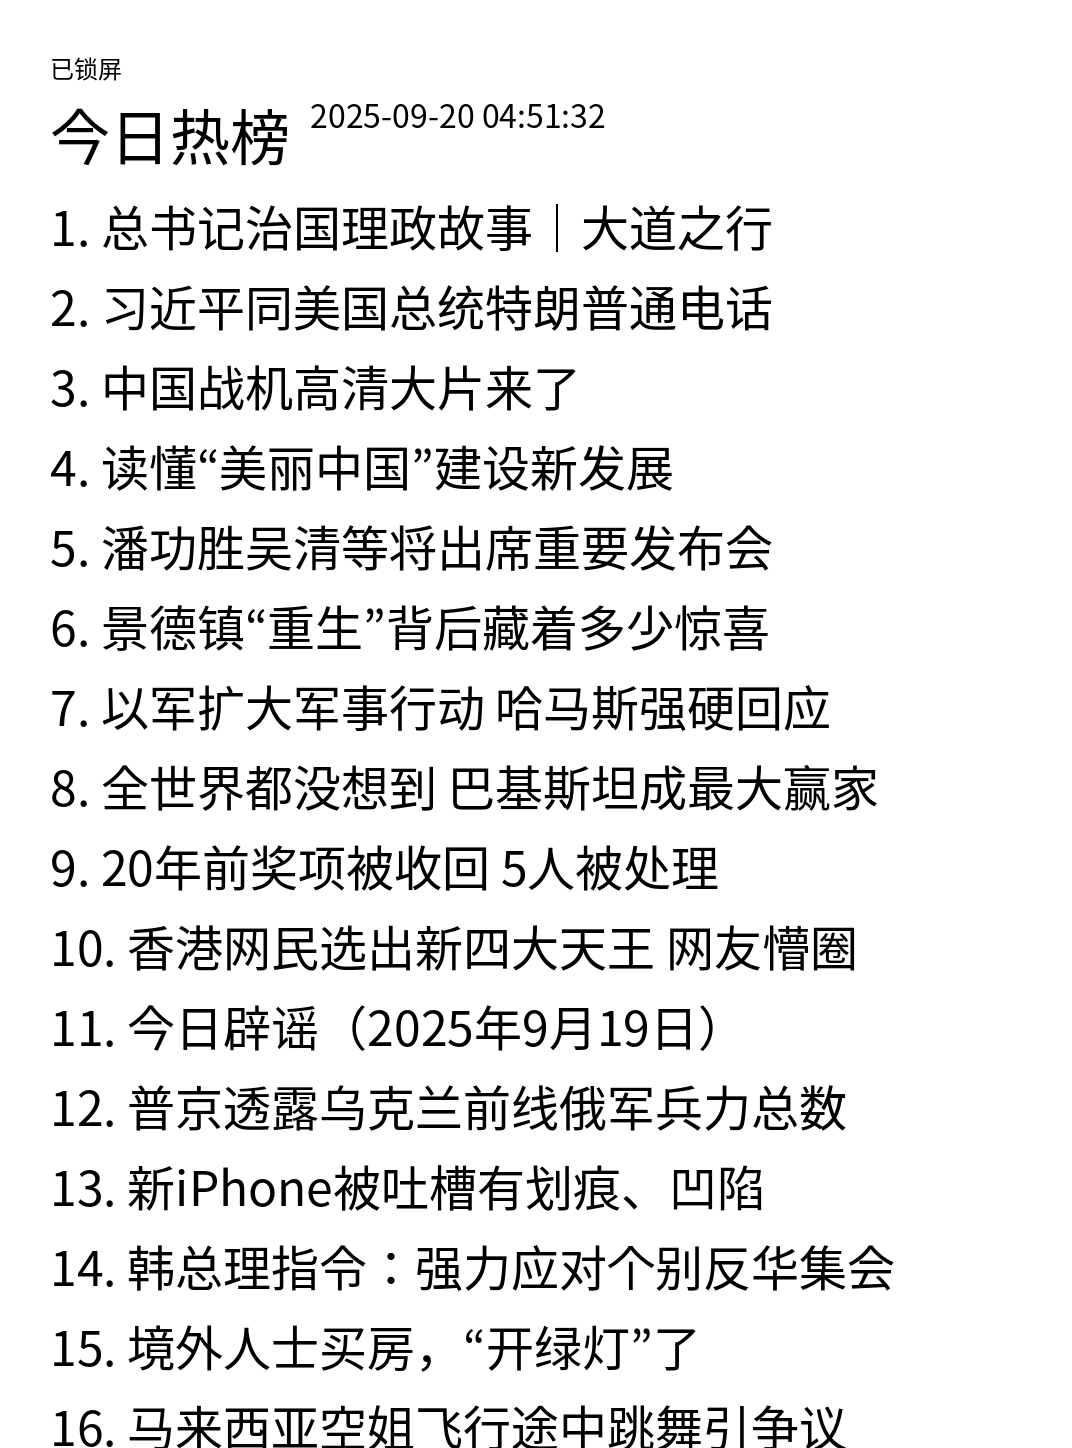 已锁屏
今日热榜 2025-09-20 04:51:32
1. 总书记治国理政故事｜大道之行
2. 习近平同美国总统特朗普通电话
3. 中国战机高清大片来了
4. 读懂“美丽中国”建设新发展
5. 潘功胜吴清等将出席重要发布会
6. 景德镇“重生”背后藏着多少惊喜
7. 以军扩大军事行动 哈马斯强硬回应
8. 全世界都没想到 巴基斯坦成最大赢家
9. 20年前奖项被收回 5人被处理
10. 香港网民选出新四大天王 网友懵圈
11. 今日辟谣（2025年9月19日）
12. 普京透露乌克兰前线俄军兵力总数
13. 新iPhone被吐槽有划痕、凹陷
14. 韩总理指令：强力应对个别反华集会
15. 境外人士买房，“开绿灯”了
16. 马来西亚空姐飞行途中跳舞引争议